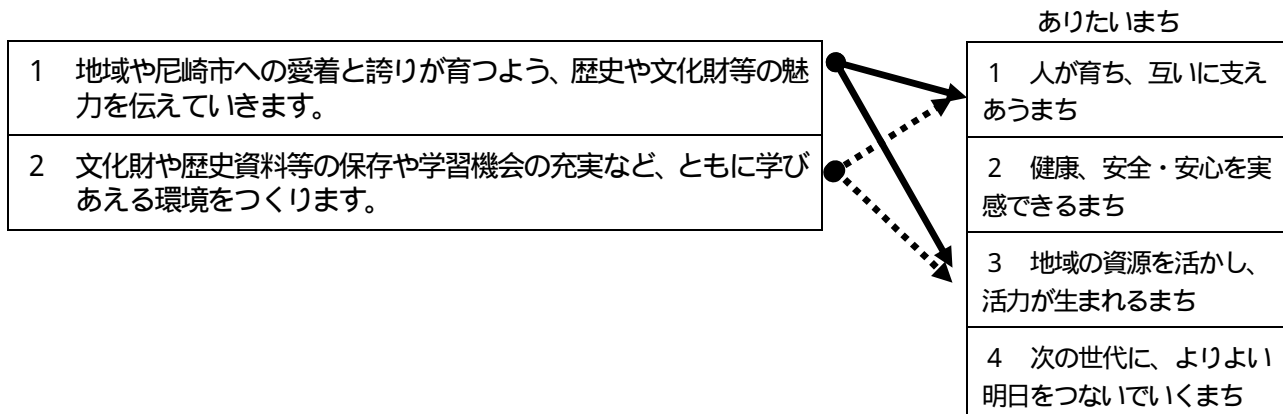 ありたいまち
1 地域や尼崎市への愛着と誇りが育つよう、歴史や文化財等の魅
力を伝えていきます。
2 文化財や歴史資料等の保存や学習機会の充実など、ともに学び
あえる環境をつくります。
1 人が育ち、互いに支え
あうまち
2 健康、安全・安心を実
感できるまち
3 地域の資源を活かし、
活力が生まれるまち
4 次の世代に、よりよい
明日をつないでいくまち